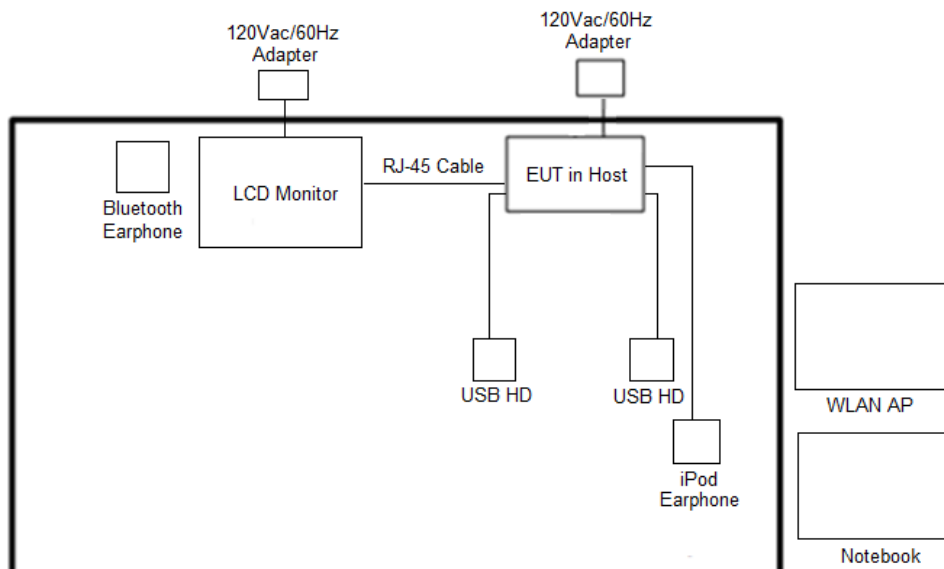 120Vac/60Hz
Adapter
120Vac/60Hz
Adapter
Bluetooth
Earphone
LCD Monitor
RJ-45 Cable
EUT in Host
USB HD
USB HD
iPod
Earphone
WLAN AP
Notebook